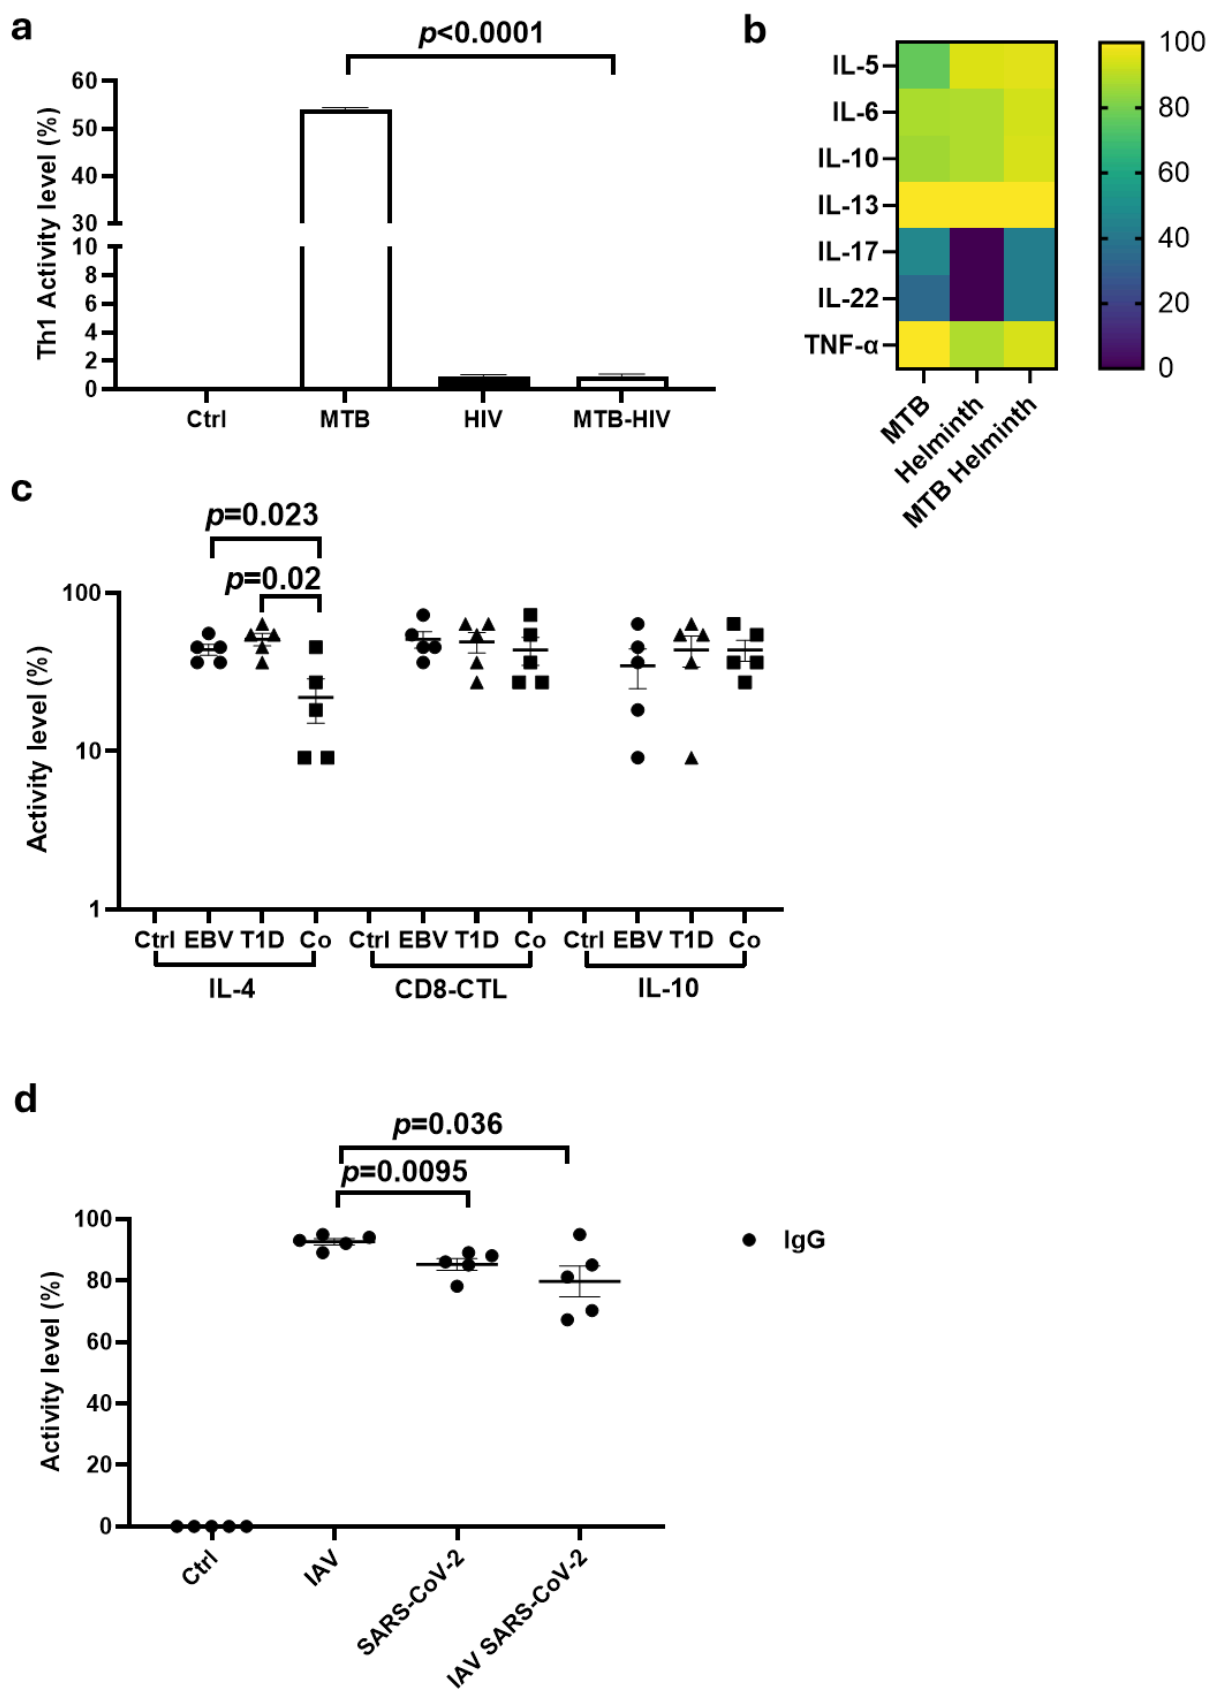 a
p<0.0001
Th1 Activity level (%)
60
50
40
30
10
8
6
4
2
0
Ctrl MTB HIV MTB-HIV
b
IL-5
IL-6
IL-10
IL-13
IL-17
IL-22
TNF-α
MTB
Helminth
MTB Helminth
100
80
60
40
20
0
c
p=0.023
p=0.02
Activity level (%)
100
10
1
Ctrl EBV T1D Co Ctrl EBV T1D Co Ctrl EBV T1D Co
IL-4 CD8-CTL IL-10
d
p=0.036
p=0.0095
Activity level (%)
100
80
60
40
20
0
Ctrl
IAV
SARS-CoV-2
IAV SARS-CoV-2
IgG